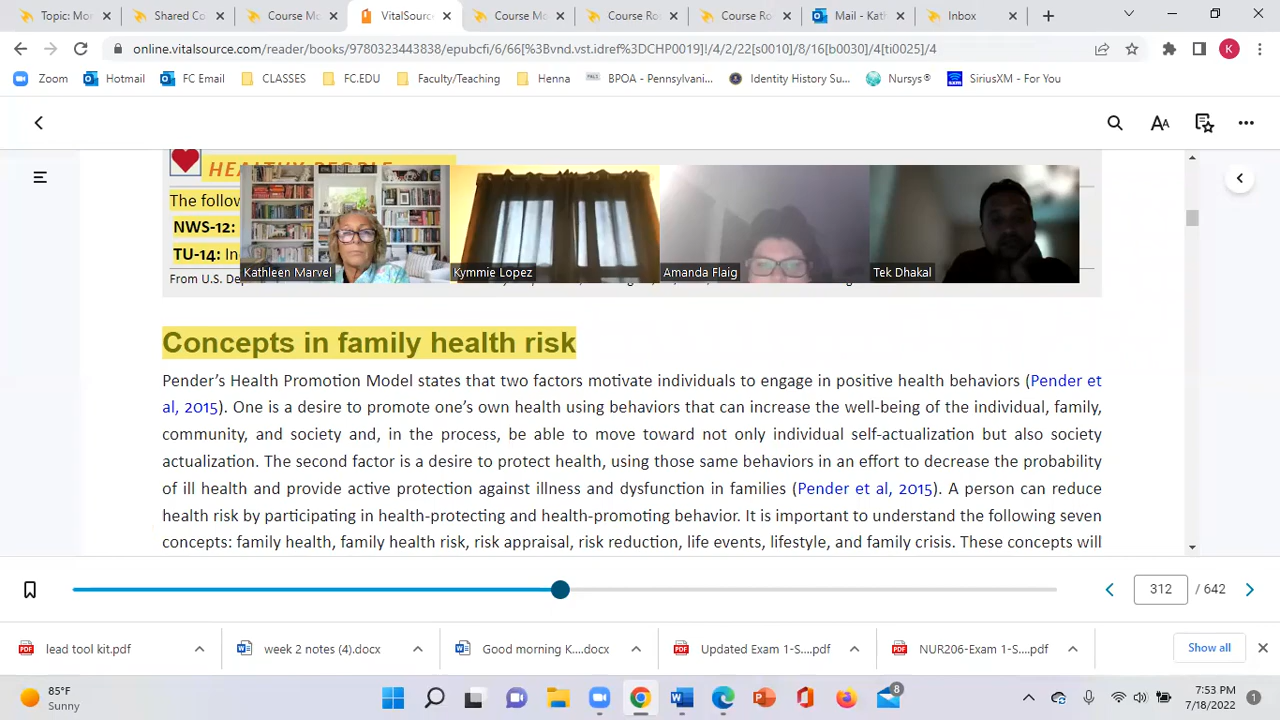 Topic: Mor
Shared Co
Course Mu
VitalSource
Course Mo
Course Ro
Course Ro
Mail - Kath
Inbox
online.vitalsource.com/reader/books/9780323443838/epubcfi/6/66[%3Bvnd.vst.idref%3DCHP0019]!/4/2/22[s0010]/8/16[b0030]/4[ti0025]/4
K
Zoom
Hotmail
FC Email
CLASSES
FC.EDU
Faculty/Teaching
Henna
BPOA - Pennsylvani...
Identity History Su...
Nursys®
SiriusXM - For You
HEALTHY PEOPLE
The follow
NWS-12:
TU-14: In
From U.S. Dep
Kathleen Marvel
Kymmie Lopez
Amanda Flaig
Tek Dhakal
Concepts in family health risk
Pender's Health Promotion Model states that two factors motivate individuals to engage in positive health behaviors (Pender et
al, 2015). One is a desire to promote one's own health using behaviors that can increase the well-being of the individual, family,
community, and society and, in the process, be able to move toward not only individual self-actualization but also society
actualization. The second factor is a desire to protect health, using those same behaviors in an effort to decrease the probability
of ill health and provide active protection against illness and dysfunction in families (Pender et al, 2015). A person can reduce
health risk by participating in health-protecting and health-promoting behavior. It is important to understand the following seven
concepts: family health, family health risk, risk appraisal, risk reduction, life events, lifestyle, and family crisis. These concepts will
312 / 642
lead tool kit.pdf
week 2 notes (4).docx
Good morning K....docx
Updated Exam 1-S....pdf
NUR206-Exam 1-S....pdf
Show all
85°F
Sunny
8
7:53 PM
7/18/2022
1